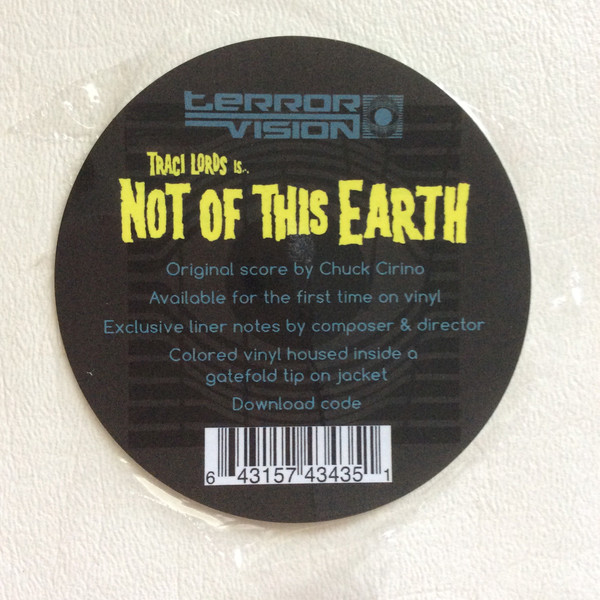 TERROR
VISION
TRACI LORDS IS..
NOT OF THIS EARTH
Original score by Chuck Cirino
Available for the first time on vinyl
Exclusive liner notes by composer & director
Colored vinyl housed inside a
gatefold tip on jacket
Download code
6 43157 43435 1